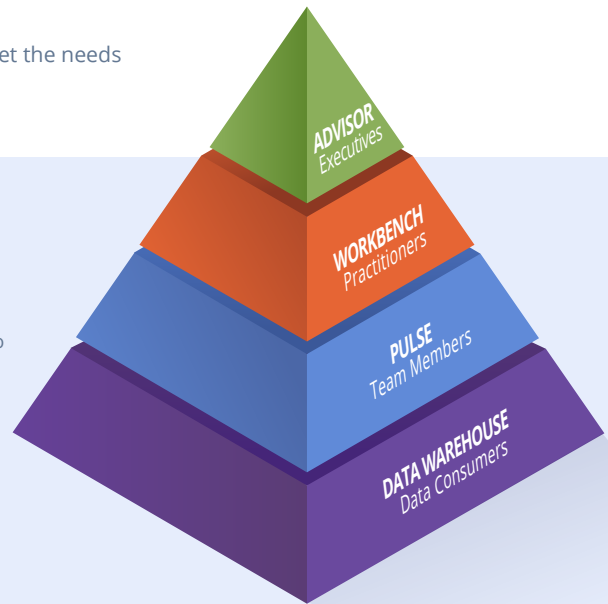 et the needs
ADVISOR
Executives
WORKBENCH
Practitioners
PULSE
Team Members
DATA WAREHOUSE
Data Consumers